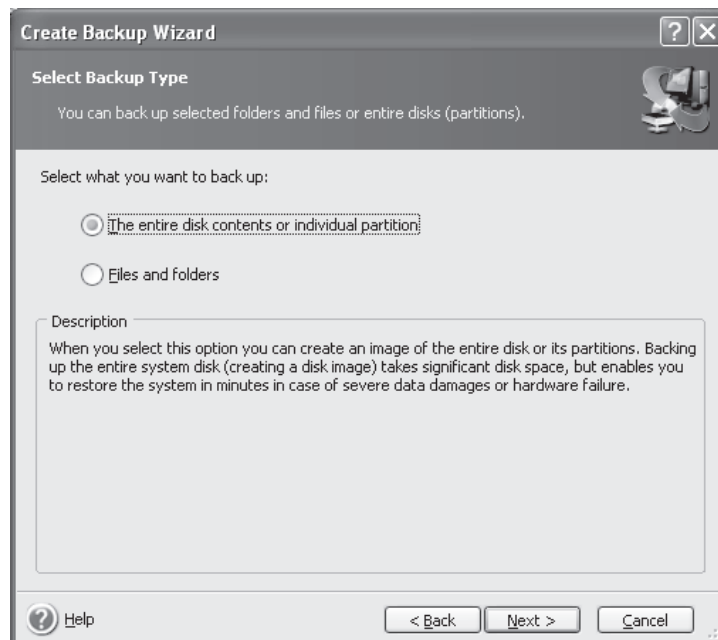 Create Backup Wizard
Select Backup Type
You can back up selected folders and files or entire disks (partitions).
Select what you want to back up:
The entire disk contents or individual partition
Files and folders
Description
When you select this option you can create an image of the entire disk or its partitions. Backing
up the entire system disk (creating a disk image) takes significant disk space, but enables you
to restore the system in minutes in case of severe data damages or hardware failure.
Help
< Back
Next >
Cancel